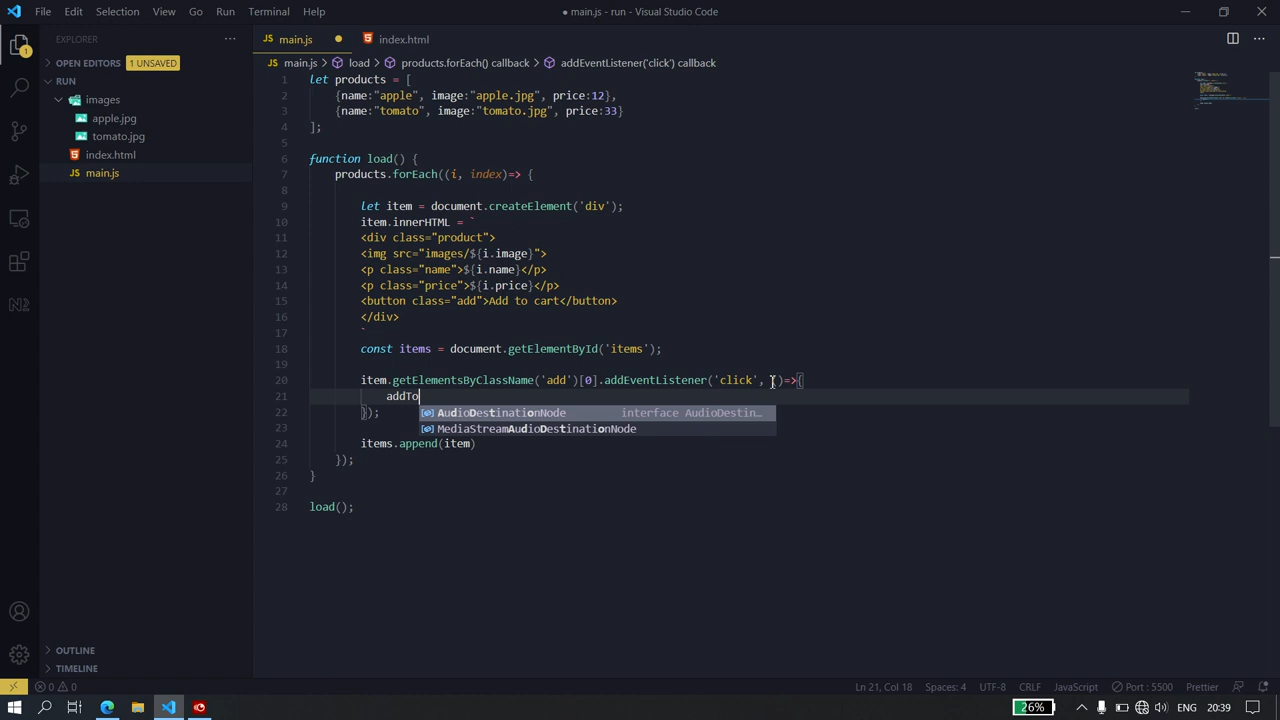 File Edit Selection View Go Run Terminal Help
● main.js - run - Visual Studio Code
EXPLORER
OPEN EDITORS 1 UNSAVED
RUN
images
apple.jpg
tomato.jpg
index.html
JS main.js
OUTLINE
TIMELINE
1
JS main.js
index.html
JS main.js > load > products.forEach() callback > addEventListener('click') callback
1 let products = [
2 {name:"apple", image:"apple.jpg", price:12},
3 {name:"tomato", image:"tomato.jpg", price:33}
4 ];
5
6 function load() {
7 products.forEach((i, index)=> {
8
9 let item = document.createElement('div');
10 item.innerHTML = `
11 <div class="product">
12 <img src="images/${i.image}">
13 <p class="name">${i.name}</p>
14 <p class="price">${i.price}</p>
15 <button class="add">Add to cart</button>
16 </div>
17 `
18 const items = document.getElementById('items');
19
20 item.getElementsByClassName('add')[0].addEventListener('click', ()=>{
21 addTo
AudioDestinationNode interface AudioDestin…
MediaStreamAudioDestinationNode
22 });
23
24 items.append(item)
25 });
26 }
27
28 load();
0 0 Ln 21, Col 18 Spaces: 4 UTF-8 CRLF JavaScript Port : 5500 Prettier
26% ENG 20:39